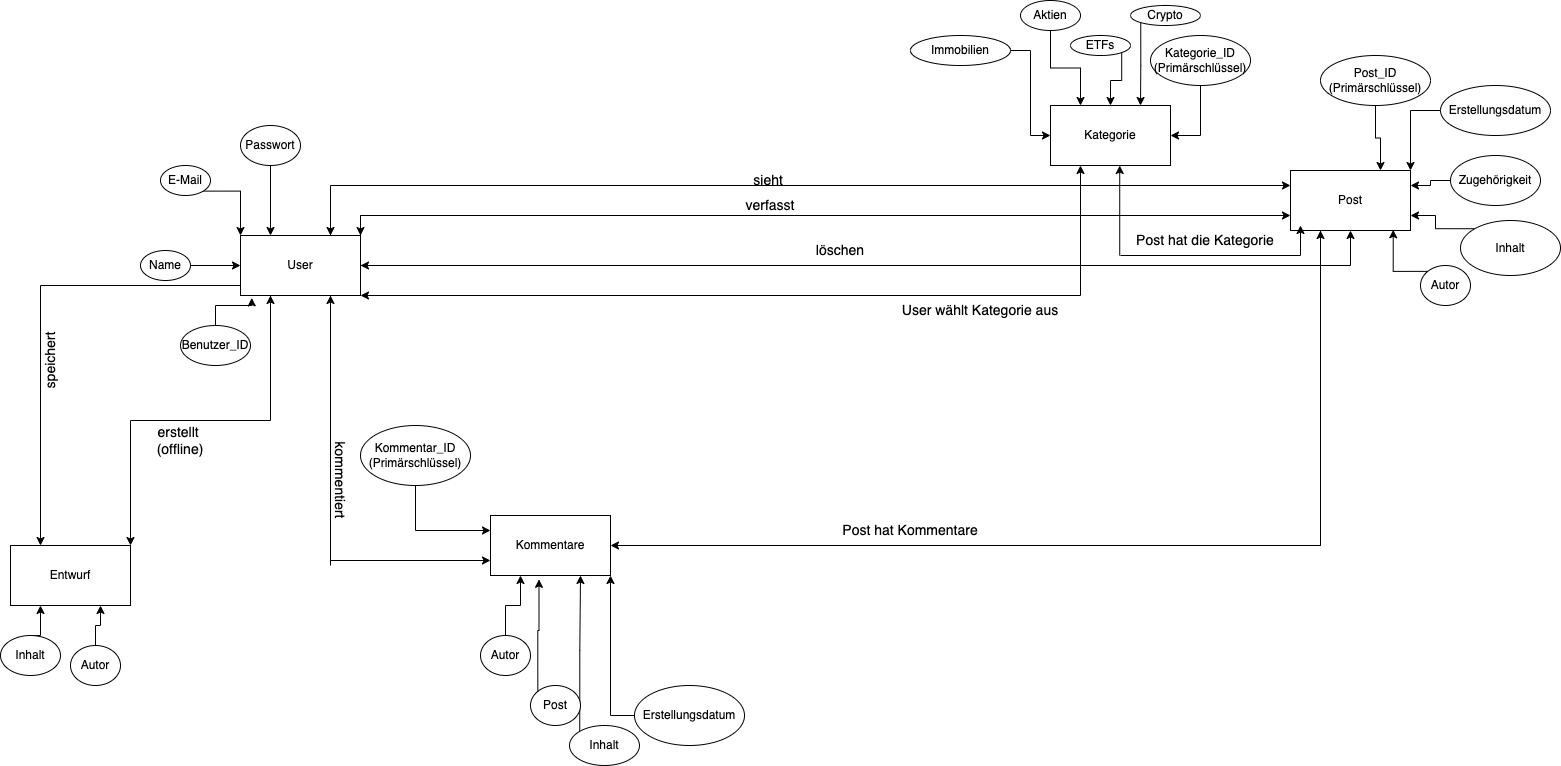 Aktien
Crypto
Immobilien
ETFs
Kategorie_ID
(Primärschlüssel)
Post_ID
(Primärschlüssel)
Erstellungsdatum
Kategorie
Passwort
E-Mail
sieht
Zugehörigkeit
verfasst
Post
Post hat die Kategorie
Inhalt
löschen
Name
User
Autor
User wählt Kategorie aus
Benutzer_ID
speichert
erstellt
(offline)
kommentiert
Kommentar_ID
(Primärschlüssel)
Post hat Kommentare
Kommentare
Entwurf
Inhalt
Autor
Autor
Post
Inhalt
Erstellungsdatum